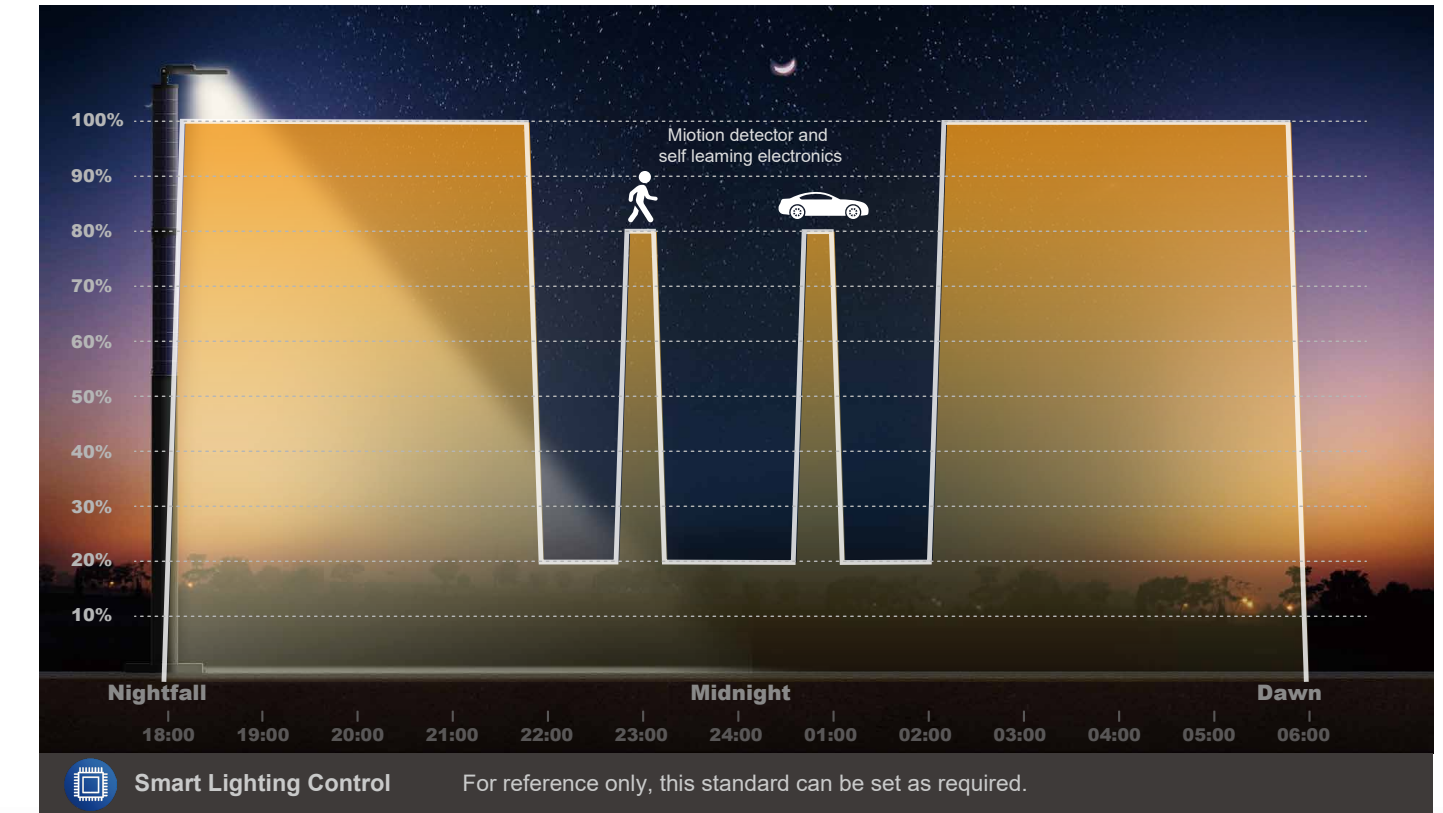 100%
Miotion detector and
self leaming electronics
90%
80%
70%
60%
50%
40%
30%
20%
10%
Nightfall Midnight Dawn
18:00 19:00 20:00 21:00 22:00 23:00 24:00 01:00 02:00 03:00 04:00 05:00 06:00
Smart Lighting Control For reference only, this standard can be set as required.